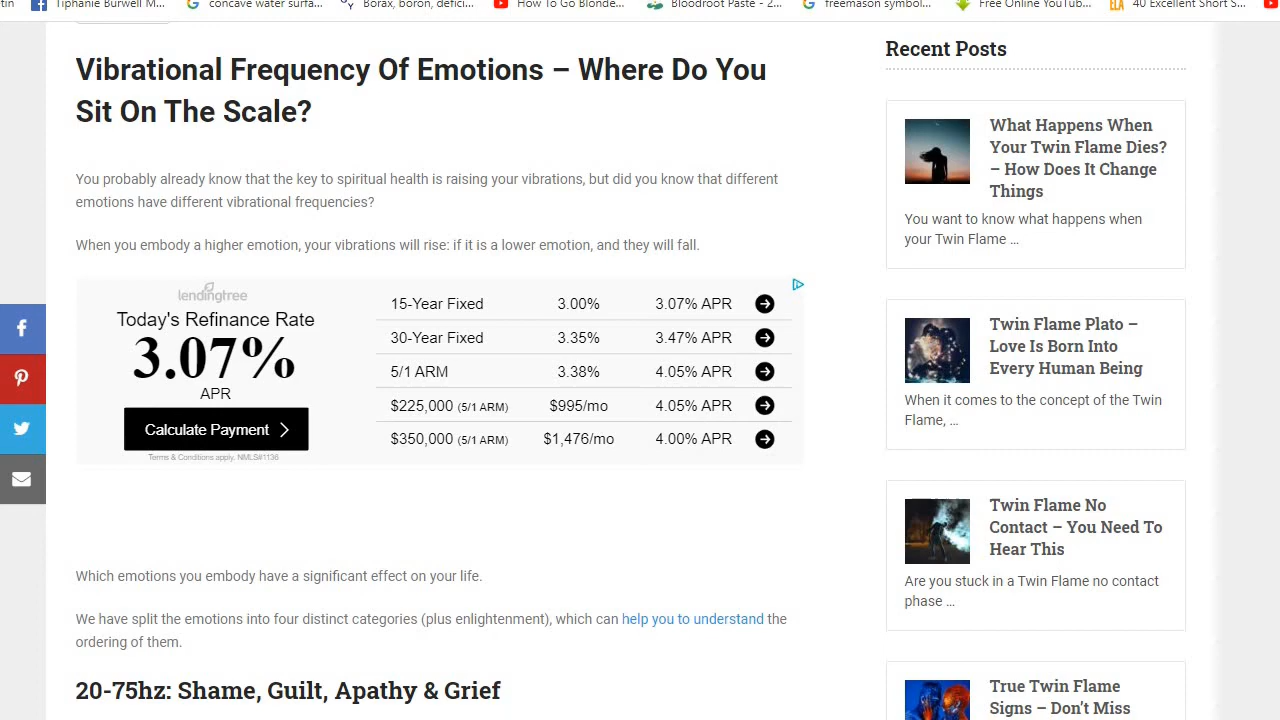 tin
Tiphanie Burwell M...
concave water surfa...
Borax, boron, defici...
How To Go Blonde...
Bloodroot Paste - 2...
freemason symbol...
Free Online YouTub...
ELA
40 Excellent Short S...
Vibrational Frequency Of Emotions – Where Do You
Sit On The Scale?
You probably already know that the key to spiritual health is raising your vibrations, but did you know that different
emotions have different vibrational frequencies?
When you embody a higher emotion, your vibrations will rise: if it is a lower emotion, and they will fall.
lendingtree
Today's Refinance Rate
3.07%
APR
Calculate Payment
Terms & Conditions apply. NMLS#1136
15-Year Fixed 3.00% 3.07% APR
30-Year Fixed 3.35% 3.47% APR
5/1 ARM 3.38% 4.05% APR
$225,000 (5/1 ARM) $995/mo 4.05% APR
$350,000 (5/1 ARM) $1,476/mo 4.00% APR
Which emotions you embody have a significant effect on your life.
We have split the emotions into four distinct categories (plus enlightenment), which can help you to understand the
ordering of them.
20-75hz: Shame, Guilt, Apathy & Grief
Recent Posts
What Happens When
Your Twin Flame Dies?
– How Does It Change
Things
You want to know what happens when
your Twin Flame ...
Twin Flame Plato –
Love Is Born Into
Every Human Being
When it comes to the concept of the Twin
Flame, ...
Twin Flame No
Contact – You Need To
Hear This
Are you stuck in a Twin Flame no contact
phase ...
True Twin Flame
Signs – Don't Miss